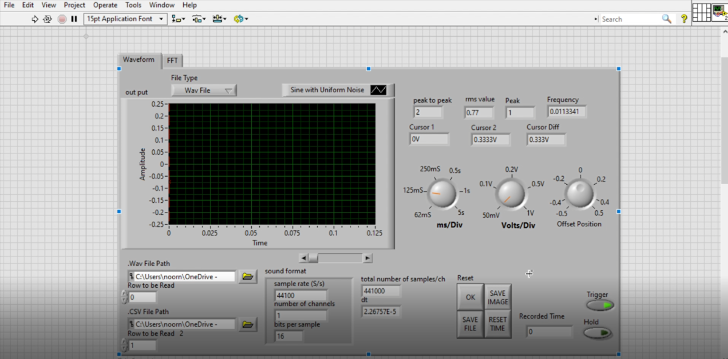 File Edit View Project Operate Tools Window Help
15pt Application Font
Search
Waveform FFT
File Type
out put
Wav File
Sine with Uniform Noise
0.25
0.2
0.15
0.1
0.05
0
-0.05
-0.1
-0.15
-0.2
-0.25
Amplitude
0 0.025 0.05 0.075 0.1 0.125
Time
peak to peak rms value Peak Frequency
2 0.77 1 0.0113341
Cursor 1 Cursor 2 Cursor Diff
0V 0.3333V 0.333V
250mS 0.5s
125mS 1s
62mS 5s
ms/Div
0.2V
0.1V 0.5V
50mV 1V
Volts/Div
0
-0.2 0.2
-0.4 0.4
-0.5 0.5
Offset Position
.Wav File Path
C:\Users\noorn\OneDrive -
Row to be Read
0
.CSV File Path
C:\Users\noorn\OneDrive -
Row to be Read 2
1
sound format
sample rate (S/s)
44100
number of channels
1
bits per sample
16
total number of samples/ch
441000
dt
2.26757E-5
Reset
OK
SAVE IMAGE
SAVE FILE
RESET TIME
Recorded Time
0
Trigger
Hold